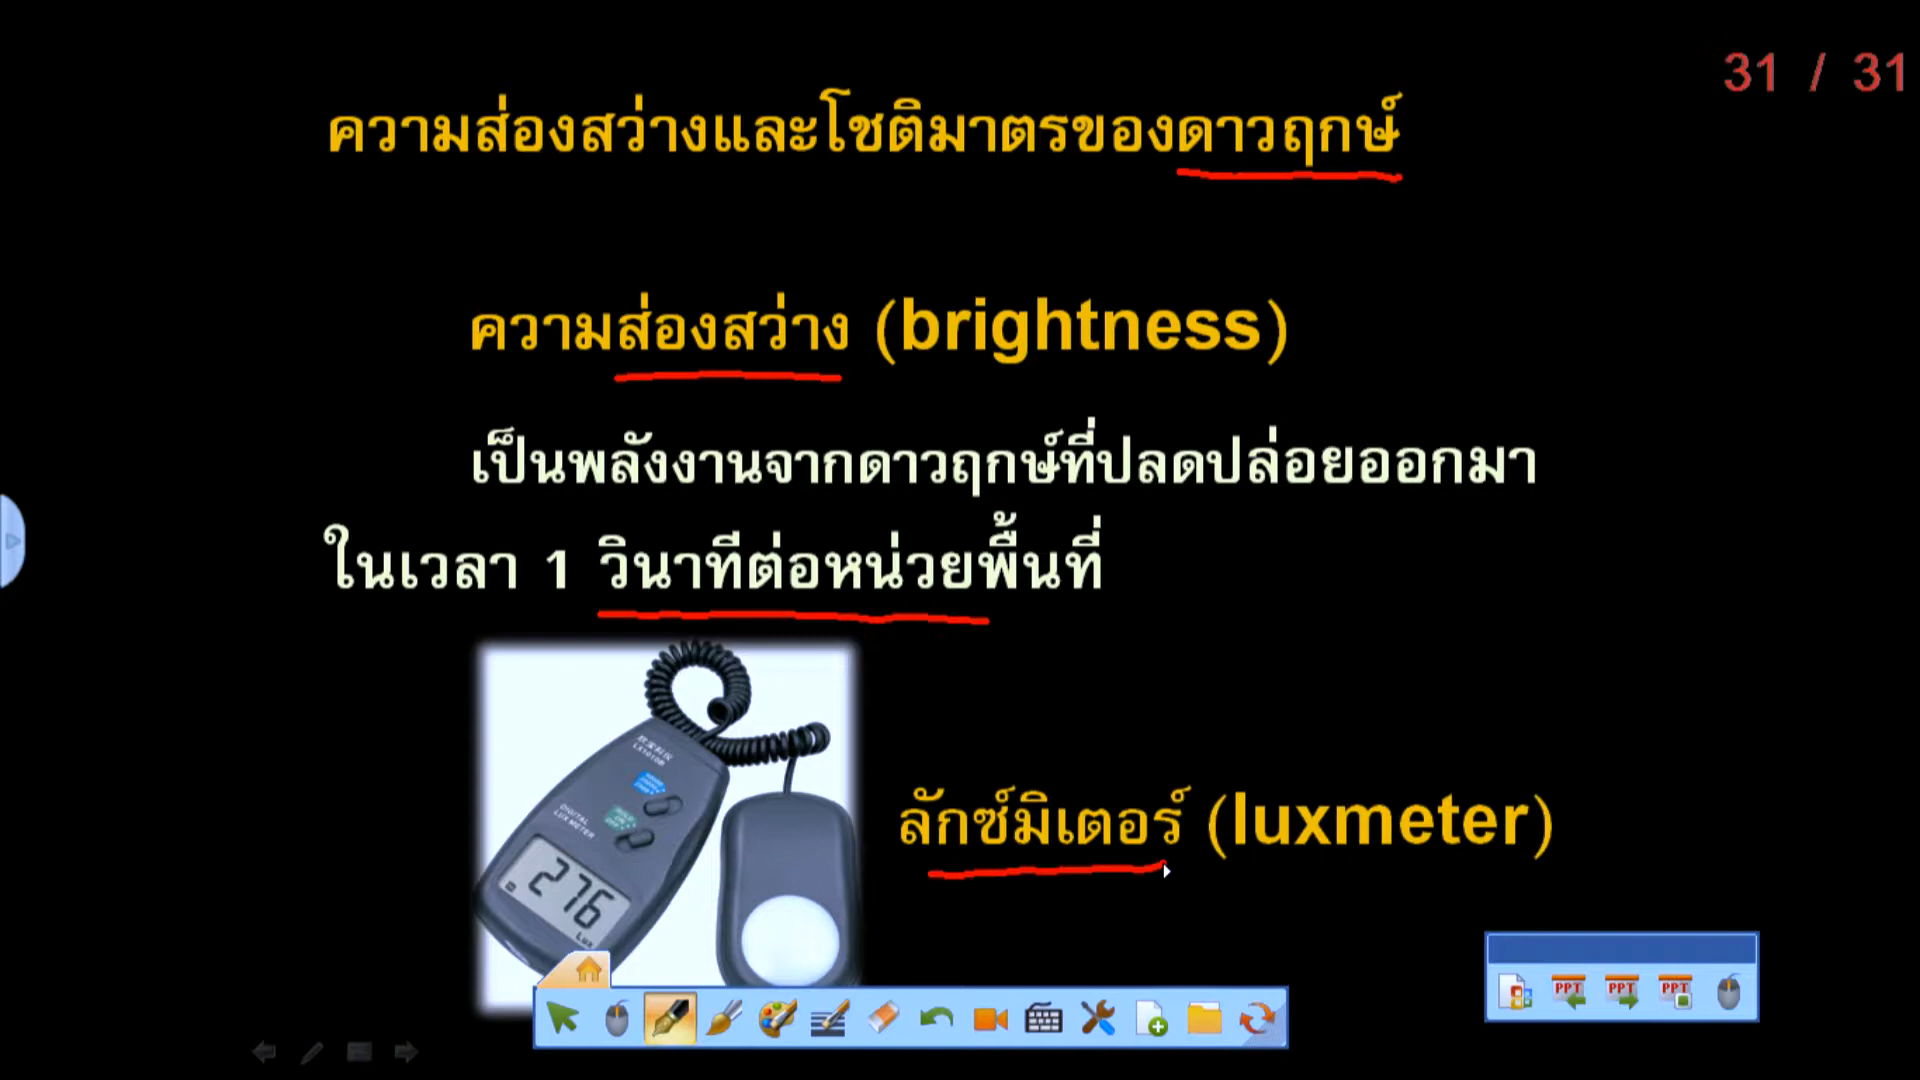 31 / 31
ความส่องสว่างและโชติมาตรของดาวฤกษ์
ความส่องสว่าง (brightness)
เป็นพลังงานจากดาวฤกษ์ที่ปลดปล่อยออกมา
ในเวลา 1 วินาทีต่อหน่วยพื้นที่
LX1010B
DIGITAL
LUX METER
276
Lux
ลักซ์มิเตอร์ (luxmeter)
PPT PPT PPT